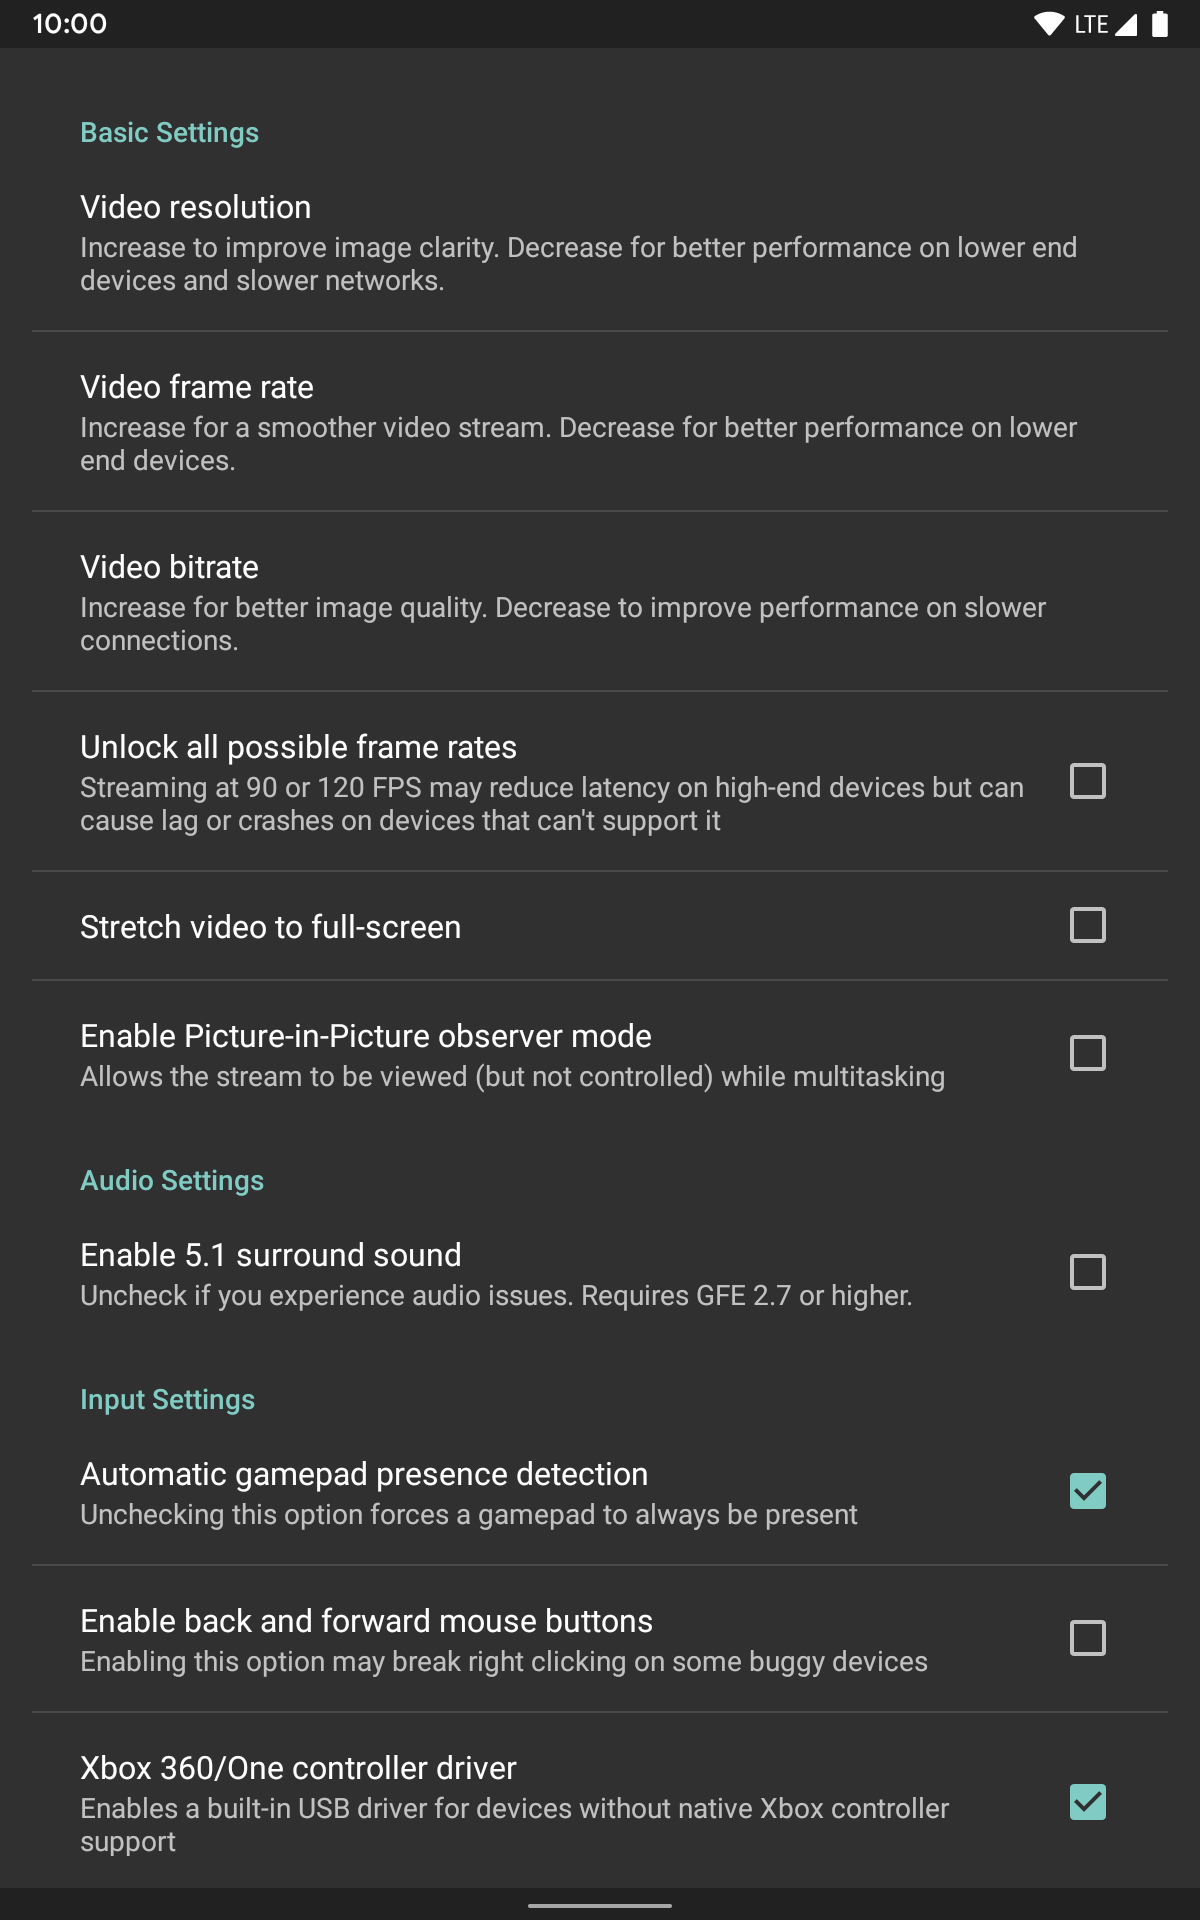 10:00
LTE
Basic Settings
Video resolution
Increase to improve image clarity. Decrease for better performance on lower end
devices and slower networks.
Video frame rate
Increase for a smoother video stream. Decrease for better performance on lower
end devices.
Video bitrate
Increase for better image quality. Decrease to improve performance on slower
connections.
Unlock all possible frame rates
Streaming at 90 or 120 FPS may reduce latency on high-end devices but can
cause lag or crashes on devices that can't support it
Stretch video to full-screen
Enable Picture-in-Picture observer mode
Allows the stream to be viewed (but not controlled) while multitasking
Audio Settings
Enable 5.1 surround sound
Uncheck if you experience audio issues. Requires GFE 2.7 or higher.
Input Settings
Automatic gamepad presence detection
Unchecking this option forces a gamepad to always be present
Enable back and forward mouse buttons
Enabling this option may break right clicking on some buggy devices
Xbox 360/One controller driver
Enables a built-in USB driver for devices without native Xbox controller
support